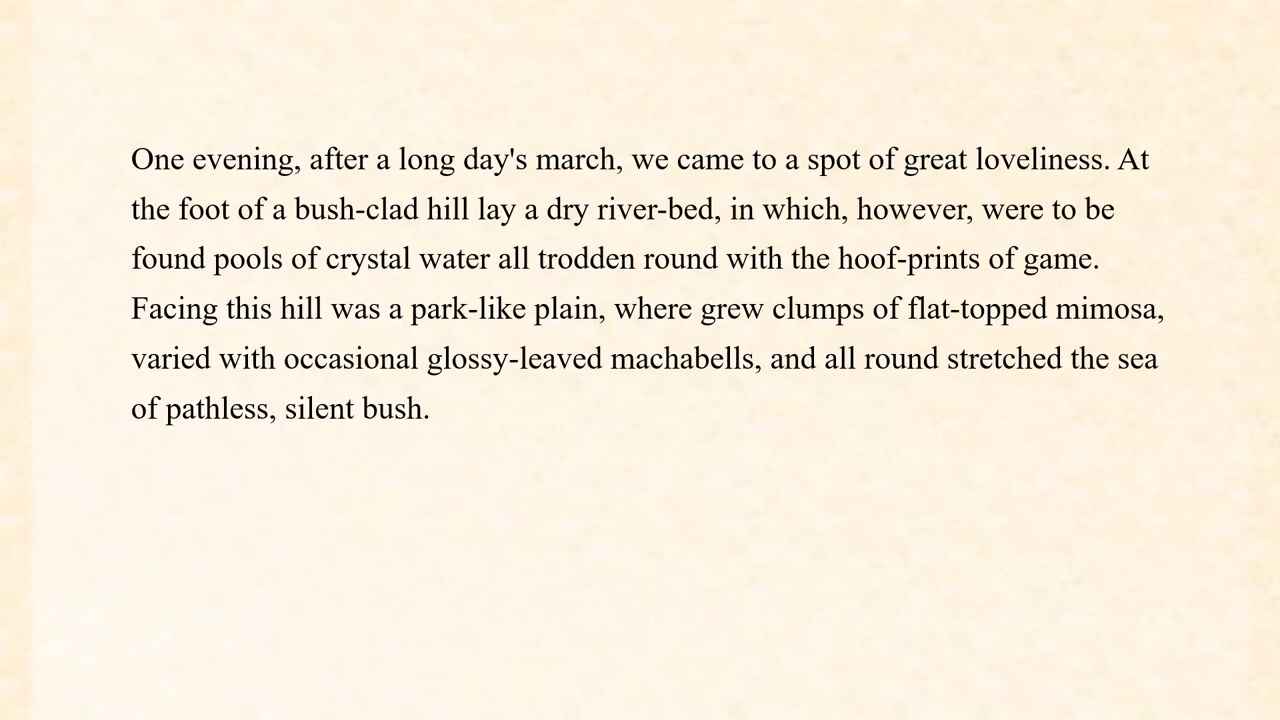 One evening, after a long day's march, we came to a spot of great loveliness. At
the foot of a bush-clad hill lay a dry river-bed, in which, however, were to be
found pools of crystal water all trodden round with the hoof-prints of game.
Facing this hill was a park-like plain, where grew clumps of flat-topped mimosa,
varied with occasional glossy-leaved machabells, and all round stretched the sea
of pathless, silent bush.